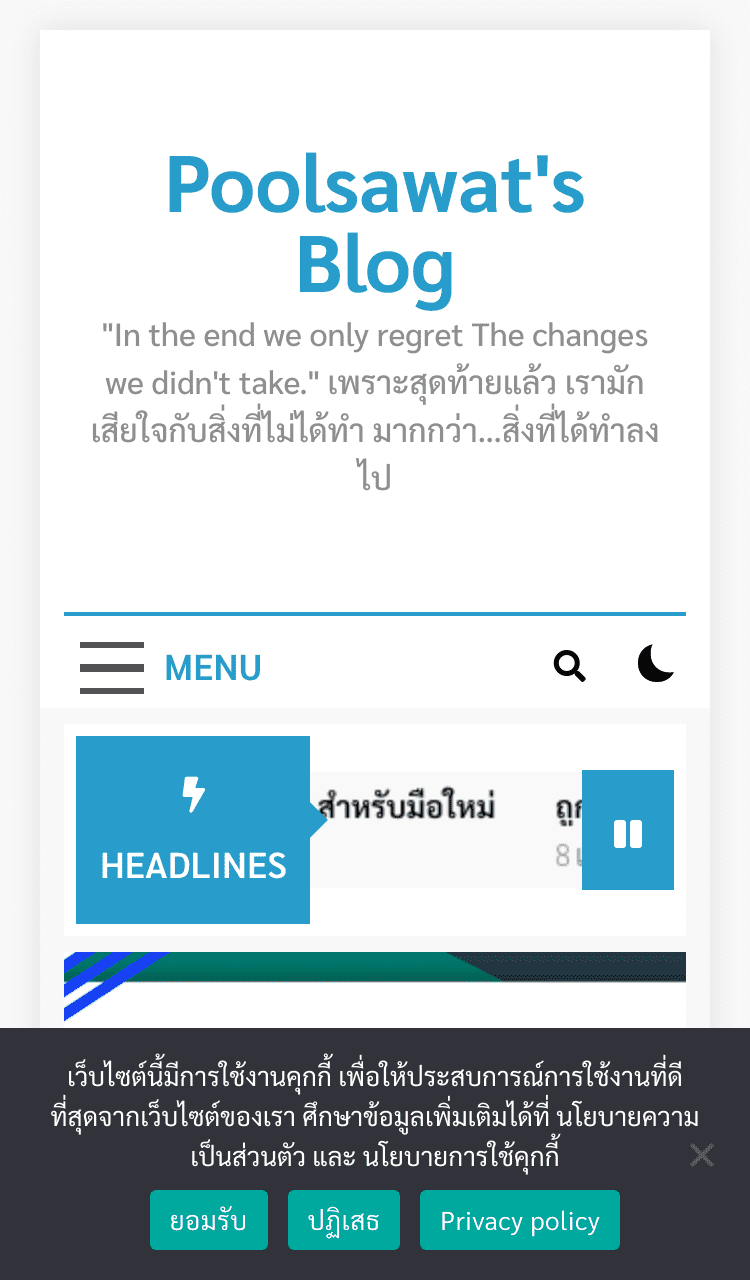 Poolsawat's
Blog
"In the end we only regret The changes
we didn't take." เพราะสุดท้ายแล้ว เรามัก
เสียใจกับสิ่งที่ไม่ได้ทำ มากกว่า...สิ่งที่ได้ทำลง
ไป
MENU
HEADLINES
สำหรับมือใหม่
8
เว็บไซต์นี้มีการใช้งานคุกกี้ เพื่อให้ประสบการณ์การใช้งานที่ดี
ที่สุดจากเว็บไซต์ของเรา ศึกษาข้อมูลเพิ่มเติมได้ที่ นโยบายความ
เป็นส่วนตัว และ นโยบายการใช้คุกกี้
ยอมรับ
ปฏิเสธ
Privacy policy